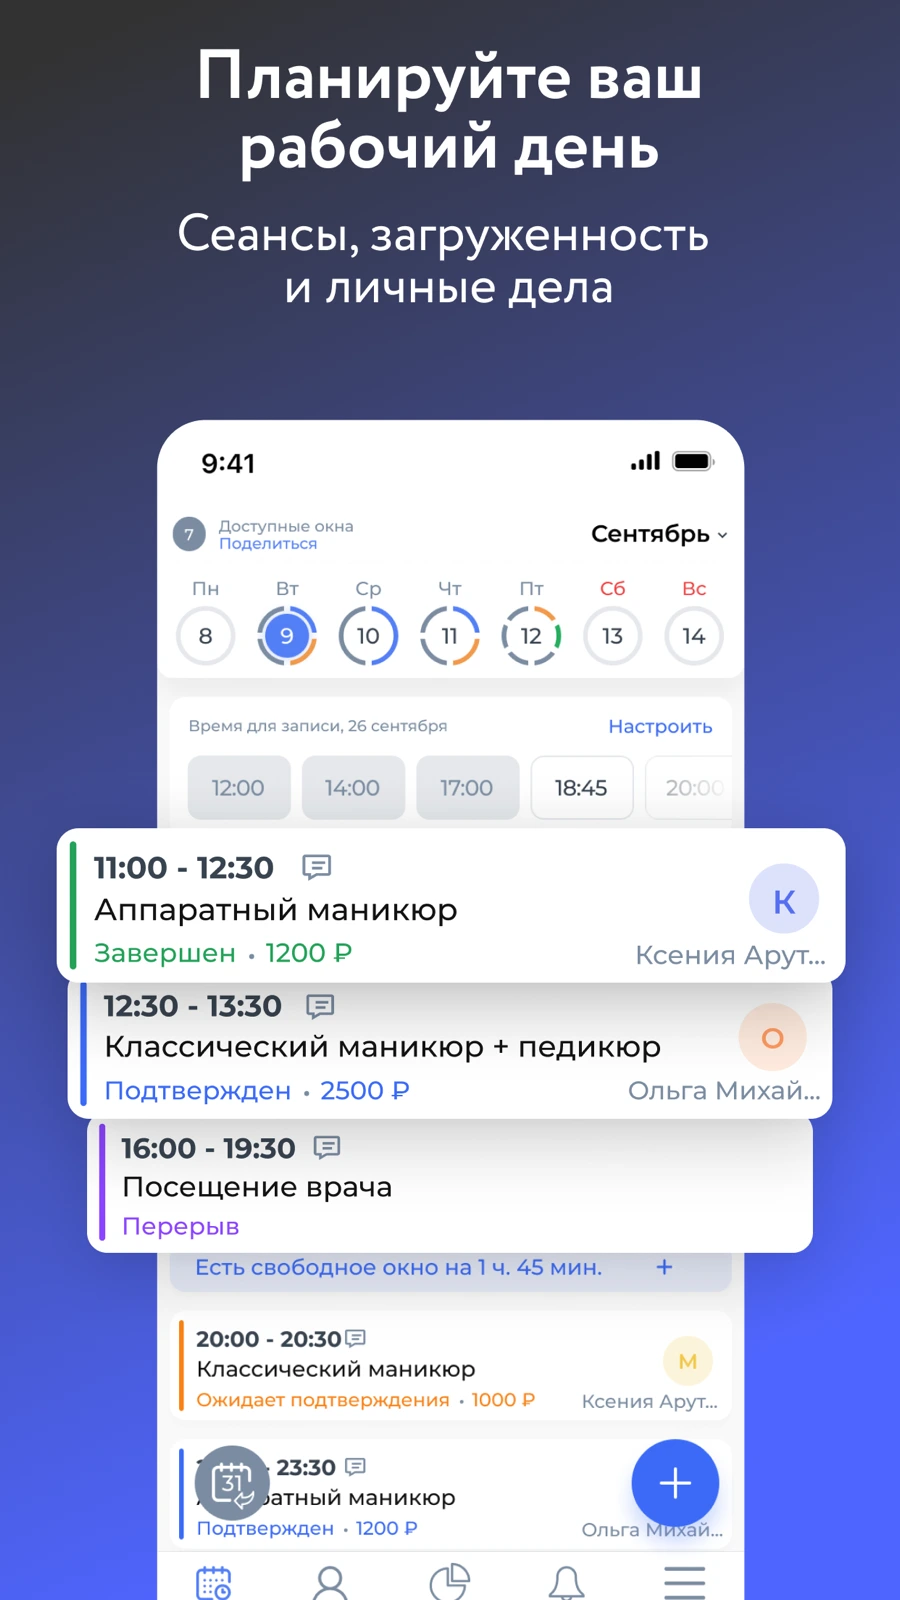 Планируйте ваш
рабочий день
Сеансы, загруженность
и личные дела
9:41
7
Доступные окна
Поделиться
Сентябрь
Пн Вт Ср Чт Пт Сб Вс
8 9 10 11 12 13 14
Время для записи, 26 сентября
Настроить
12:00 14:00 17:00 18:45 20:00
11:00 - 12:30
Аппаратный маникюр
К
Завершен • 1200 ₽
Ксения Арут...
12:30 - 13:30
Классический маникюр + педикюр
О
Подтвержден • 2500 ₽
Ольга Михай...
16:00 - 19:30
Посещение врача
Перерыв
Есть свободное окно на 1 ч. 45 мин. +
20:00 - 20:30
Классический маникюр
М
Ожидает подтверждения • 1000 ₽
Ксения Арут...
- 23:30
31
маникюр
Подтвержден • 1200 ₽
Ольга Михай...